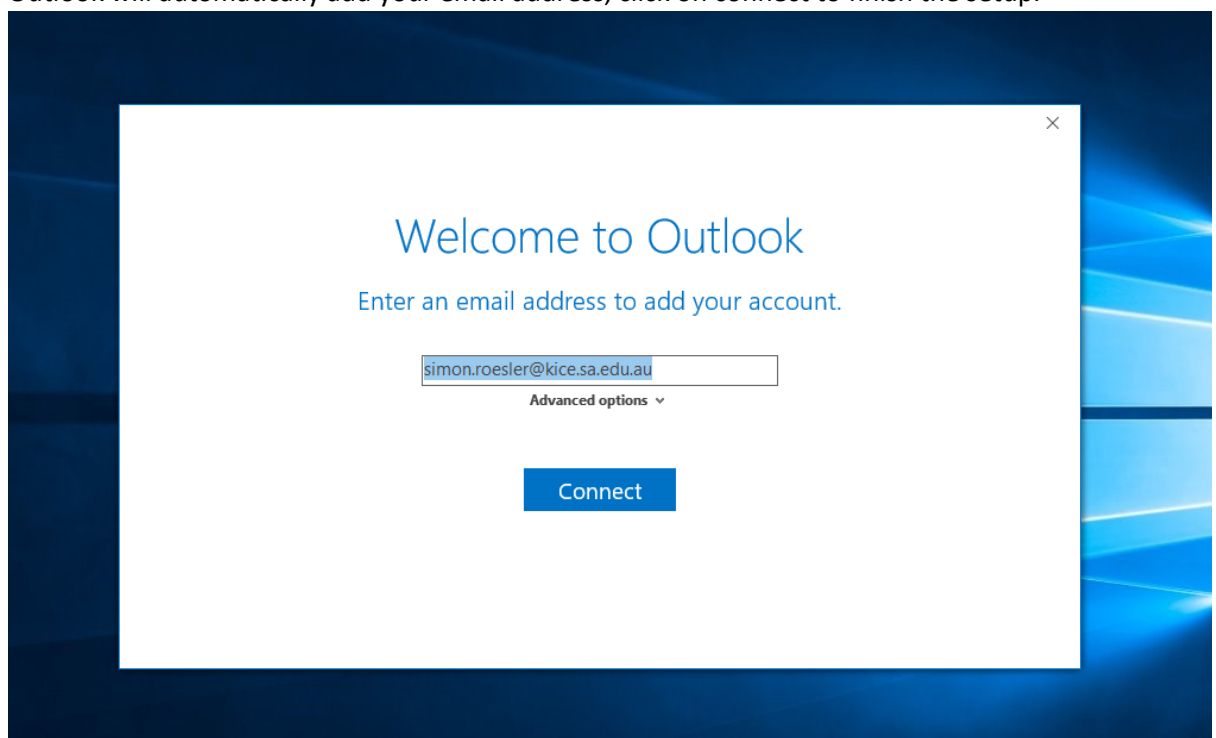 Outlook will automatically add your email address, click on connect to finish the setup.
Welcome to Outlook
Enter an email address to add your account.
simon.roesler@kice.sa.edu.au
Advanced options
Connect